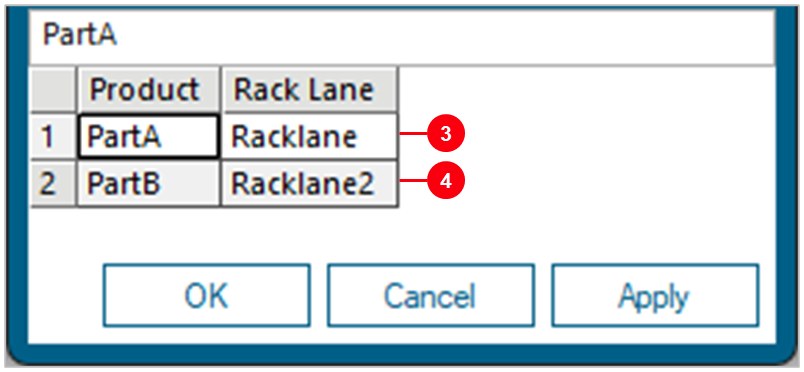 PartA
Product Rack Lane
1 PartA Racklane 3
2 PartB Racklane2 4
OK Cancel Apply